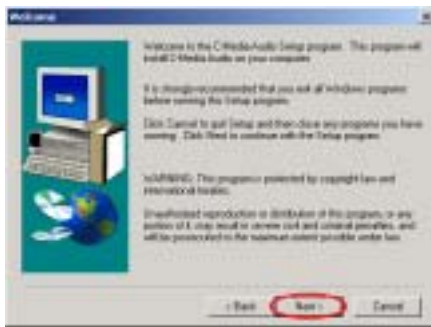 Welcome
Welcome to the C-Media Audio Setup program. This program will
install C-Media Audio on your computer.
It is strongly recommended that you exit all Windows programs
before running this Setup program.
Click Cancel to quit Setup and then close any programs you have
running. Click Next to continue with the Setup program.
WARNING: This program is protected by copyright law and
international treaties.
Unauthorized reproduction or distribution of this program, or any
portion of it, may result in severe civil and criminal penalties, and
will be prosecuted to the maximum extent possible under law.
< Back
Next >
Cancel